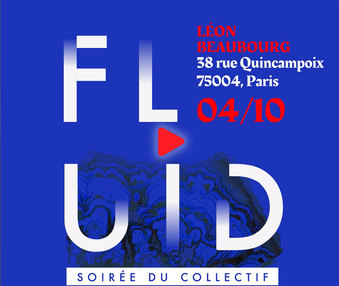 FL
UID
LÉON
BEAUBOURG
38 rue Quincampoix
75004, Paris
04/10
SOIRÉE DU COLLECTIF